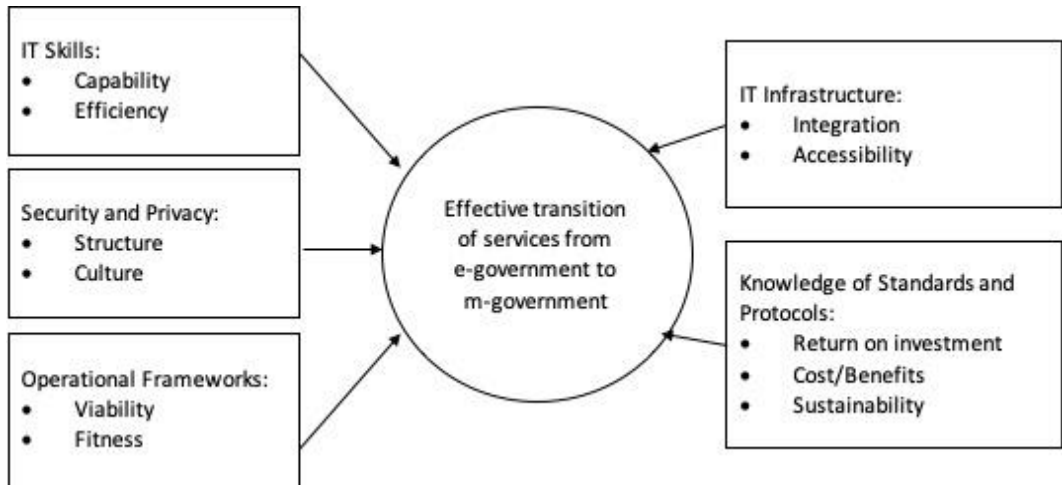 IT Skills:
• Capability
• Efficiency
Security and Privacy:
• Structure
• Culture
Operational Frameworks:
• Viability
• Fitness
Effective transition
of services from
e-government to
m-government
IT Infrastructure:
• Integration
• Accessibility
Knowledge of Standards and
Protocols:
• Return on investment
• Cost/Benefits
• Sustainability